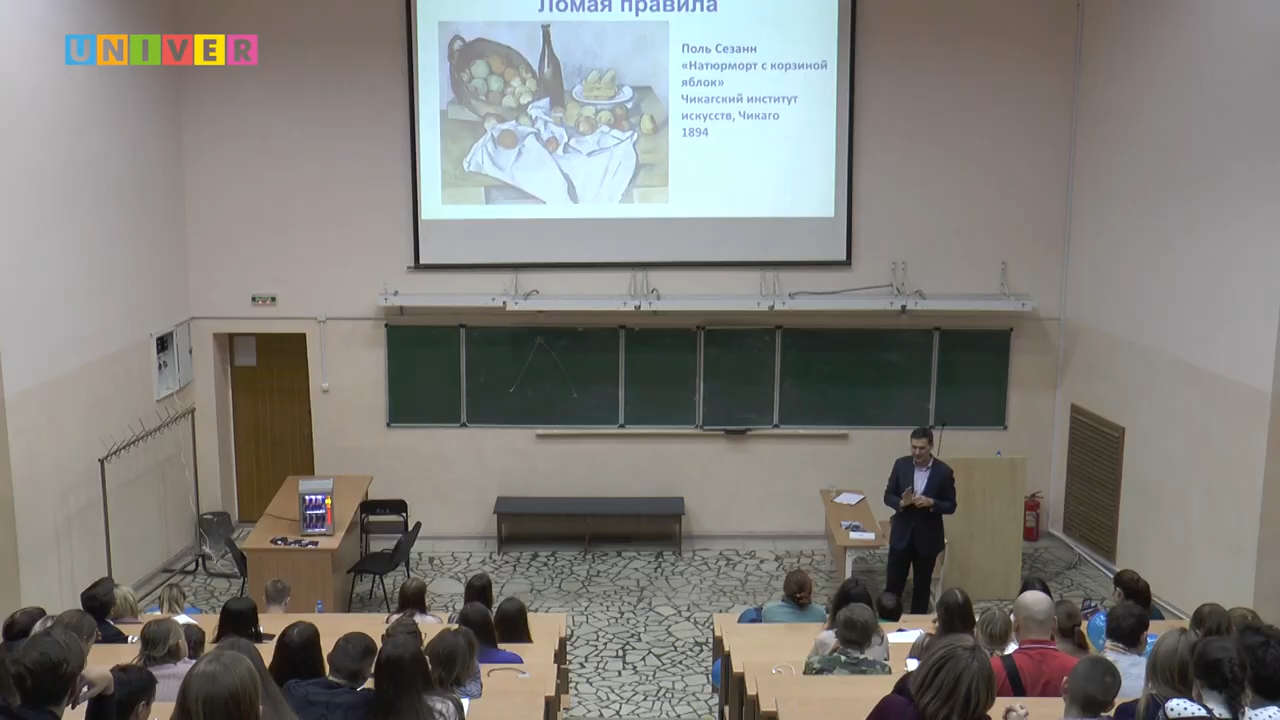 UNIVER
Ломая правила
Поль Сезанн
«Натюрморт с корзиной
яблок»
Чикагский институт
искусств, Чикаго
1894